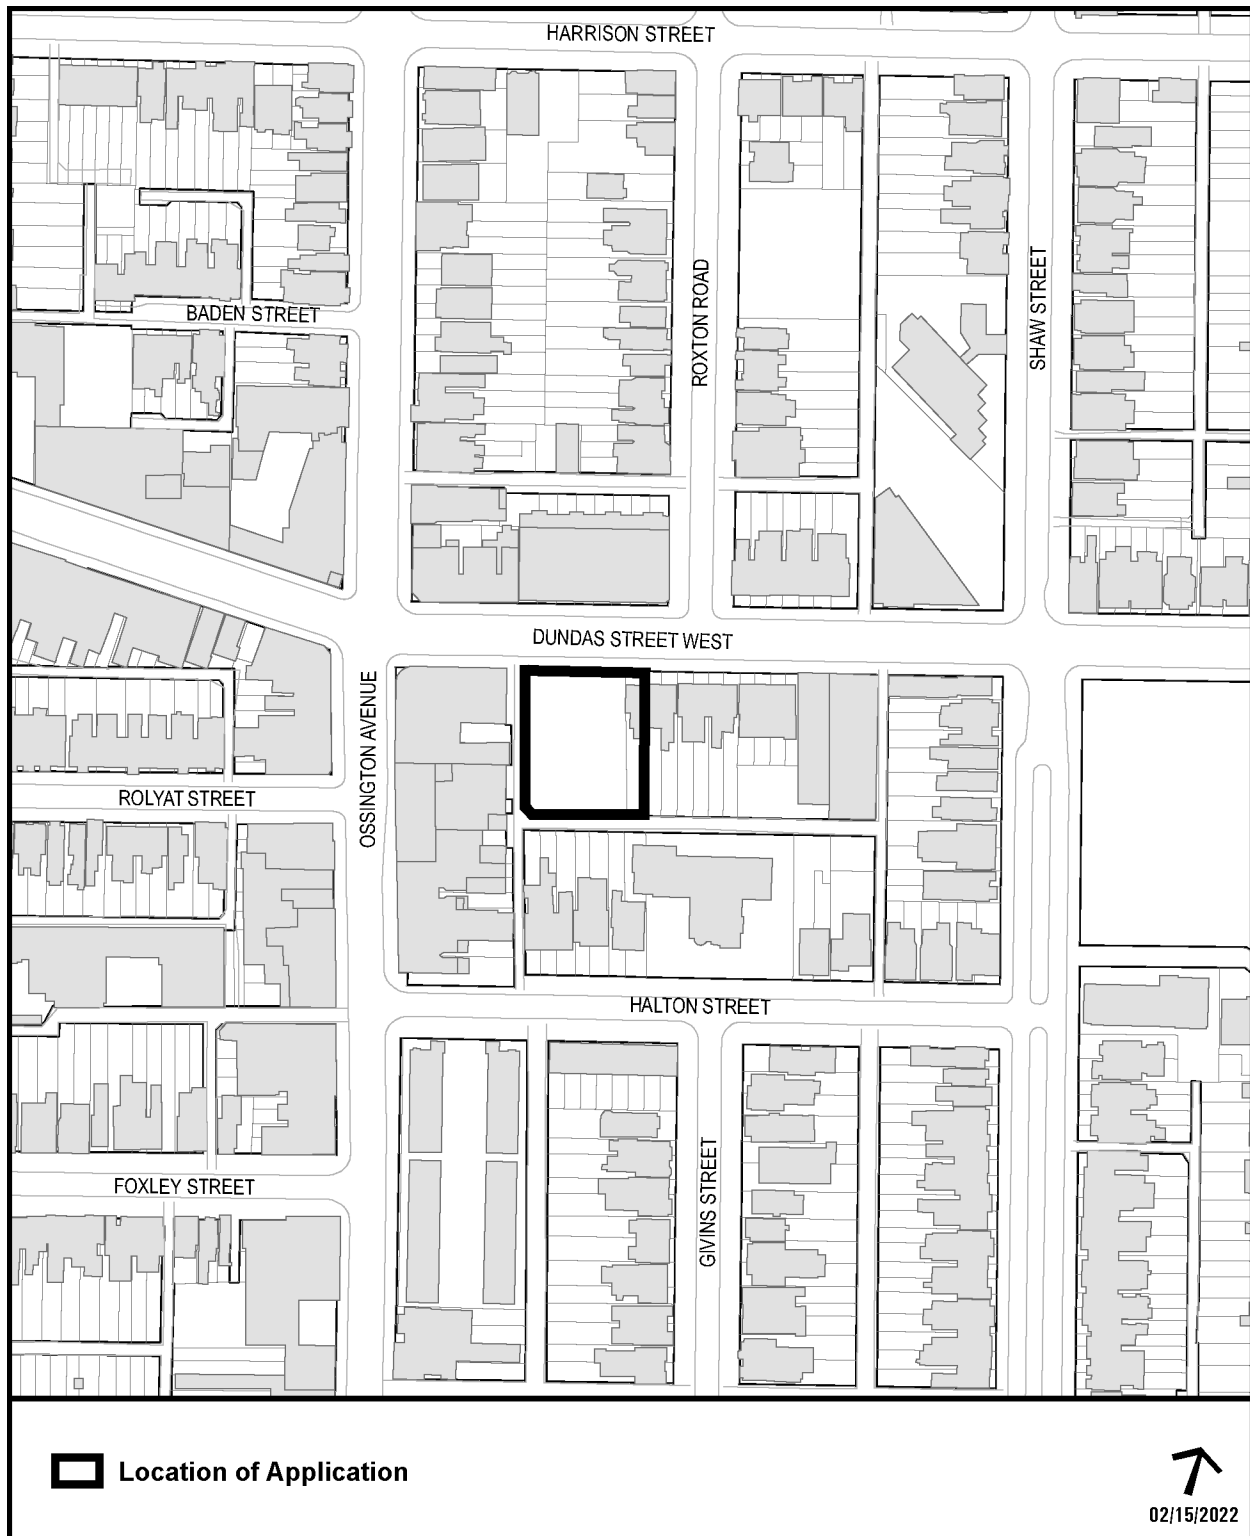 HARRISON STREET
BADEN STREET
ROXTON ROAD
SHAW STREET
DUNDAS STREET WEST
OSSINGTON AVENUE
ROLYAT STREET
HALTON STREET
GIVINS STREET
FOXLEY STREET
Location of Application
02/15/2022